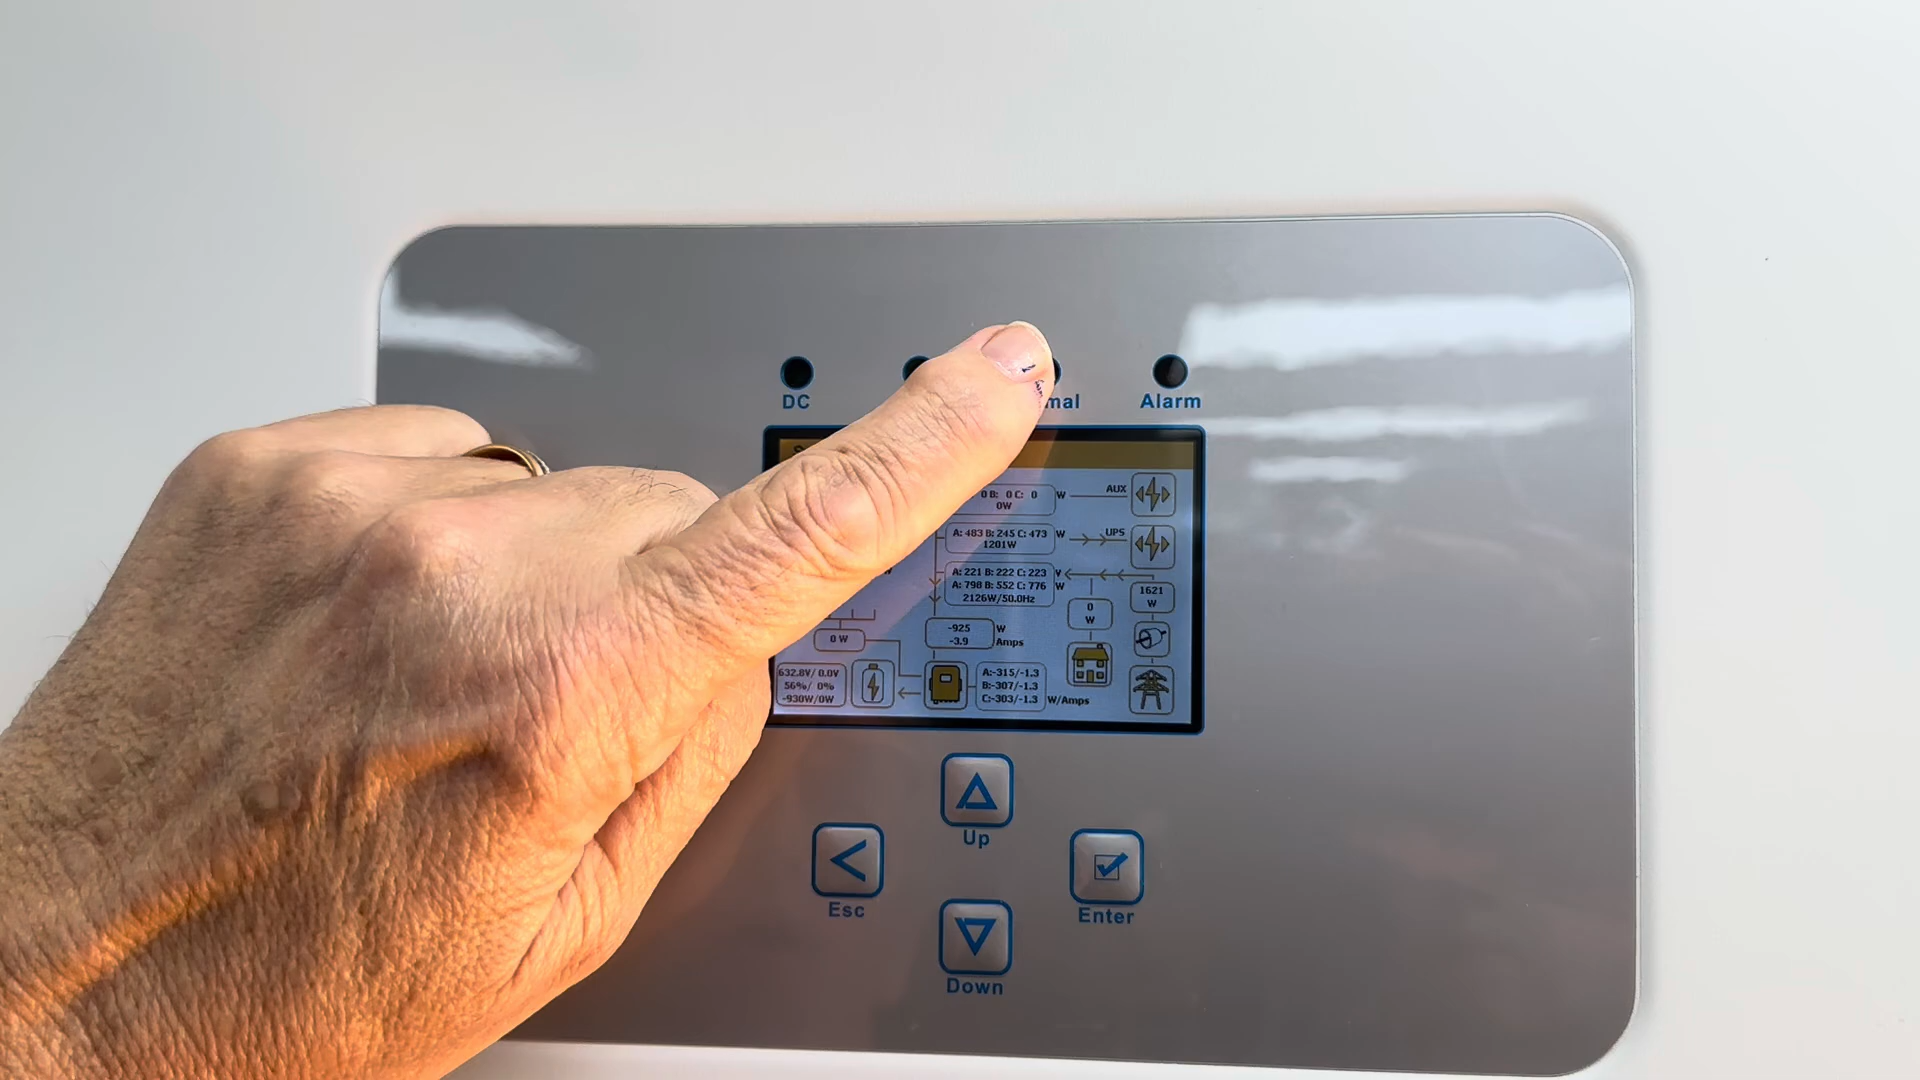 DC
mal
Alarm
0 B: 0 C: 0 W
0W
AUX
A: 483 B: 245 C: 473 W
1201W
UPS
A: 221 B: 222 C: 223 V
A: 798 B: 552 C: 776 W
2126W/50.0Hz
1621
W
0
W
0 W
-925 W
-3.9 Amps
632.8V/ 0.0V
56%/ 0%
-930W/0W
A:-315/-1.3
B:-307/-1.3
C:-303/-1.3 W/Amps
Up
Esc
Enter
Down